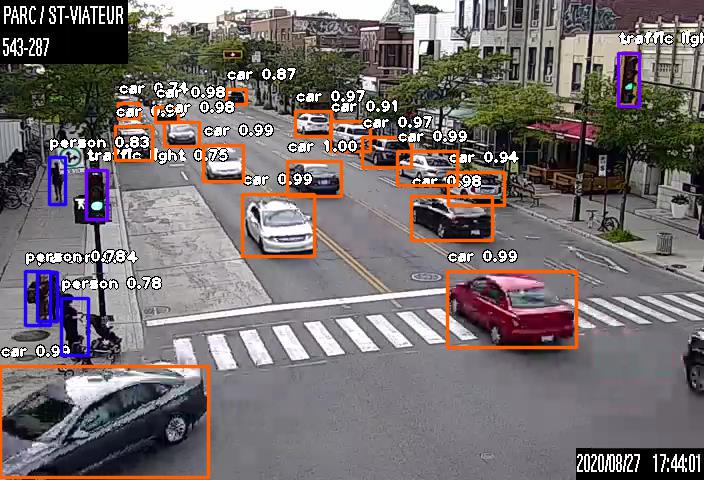 PARC / ST-VIATEUR
543-287
traffic ligh
car 0.87
car 0.98
car 0.98
car 0.97
car 0.91
car 0.97
car 0.99
car 0.99
car 1.00
person 0.83
traffic light 0.75
car 0.94
car 0.99
car 0.98
car 0.99
person 0.78
person 0.78
car 0.99
2020/08/27 17:44:01